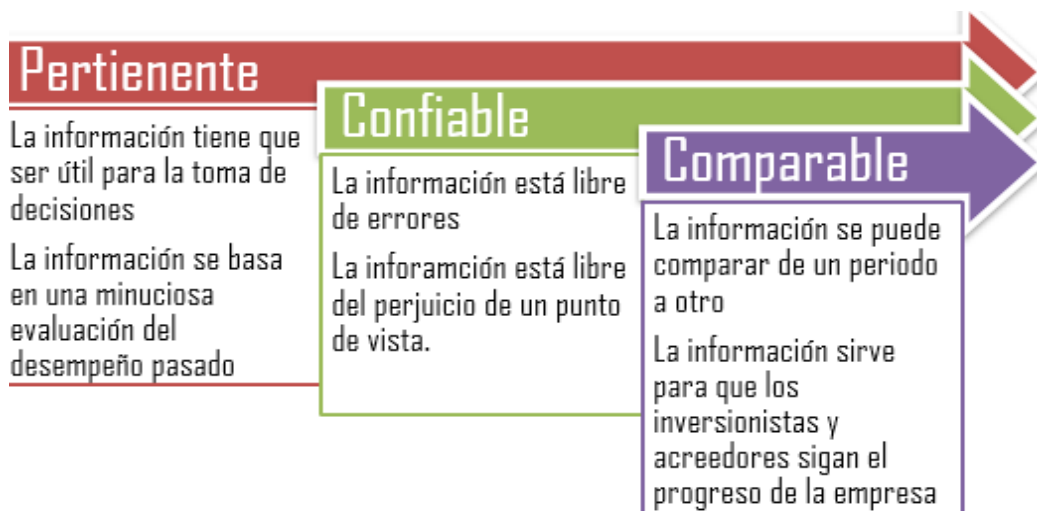 Pertienente
La información tiene que
ser útil para la toma de
decisiones
La información se basa
en una minuciosa
evaluación del
desempeño pasado
Confiable
La información está libre
de errores
La inforamción está libre
del perjuicio de un punto
de vista.
Comparable
La información se puede
comparar de un periodo
a otro
La información sirve
para que los
inversionistas y
acreedores sigan el
progreso de la empresa